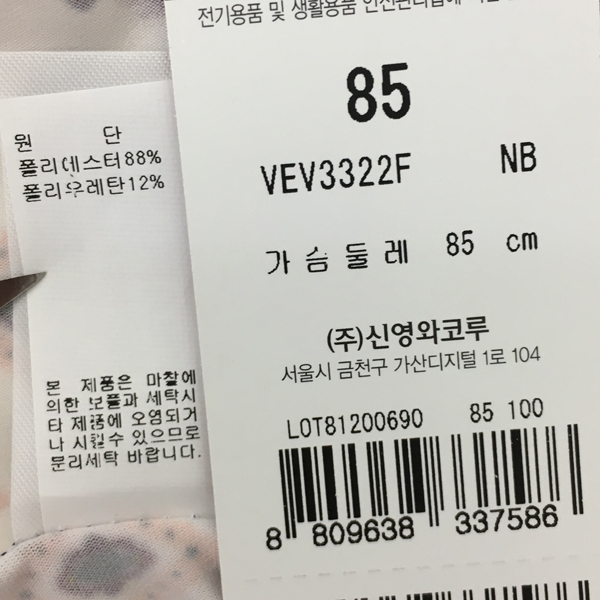 전기용품 및 생활용품 안전관리법에
85
VEV3322F NB
가슴둘레 85 cm
(주)신영와코루
서울시 금천구 가산디지털 1로 104
LOT81200690 85 100
8 809638 337586
원 단
폴리에스터88%
폴리우레탄12%
본 제품은 마찰에
의한 보풀과 세탁시
타 제품에 오염되거
나 시킬수 있으므로
분리세탁 바랍니다.